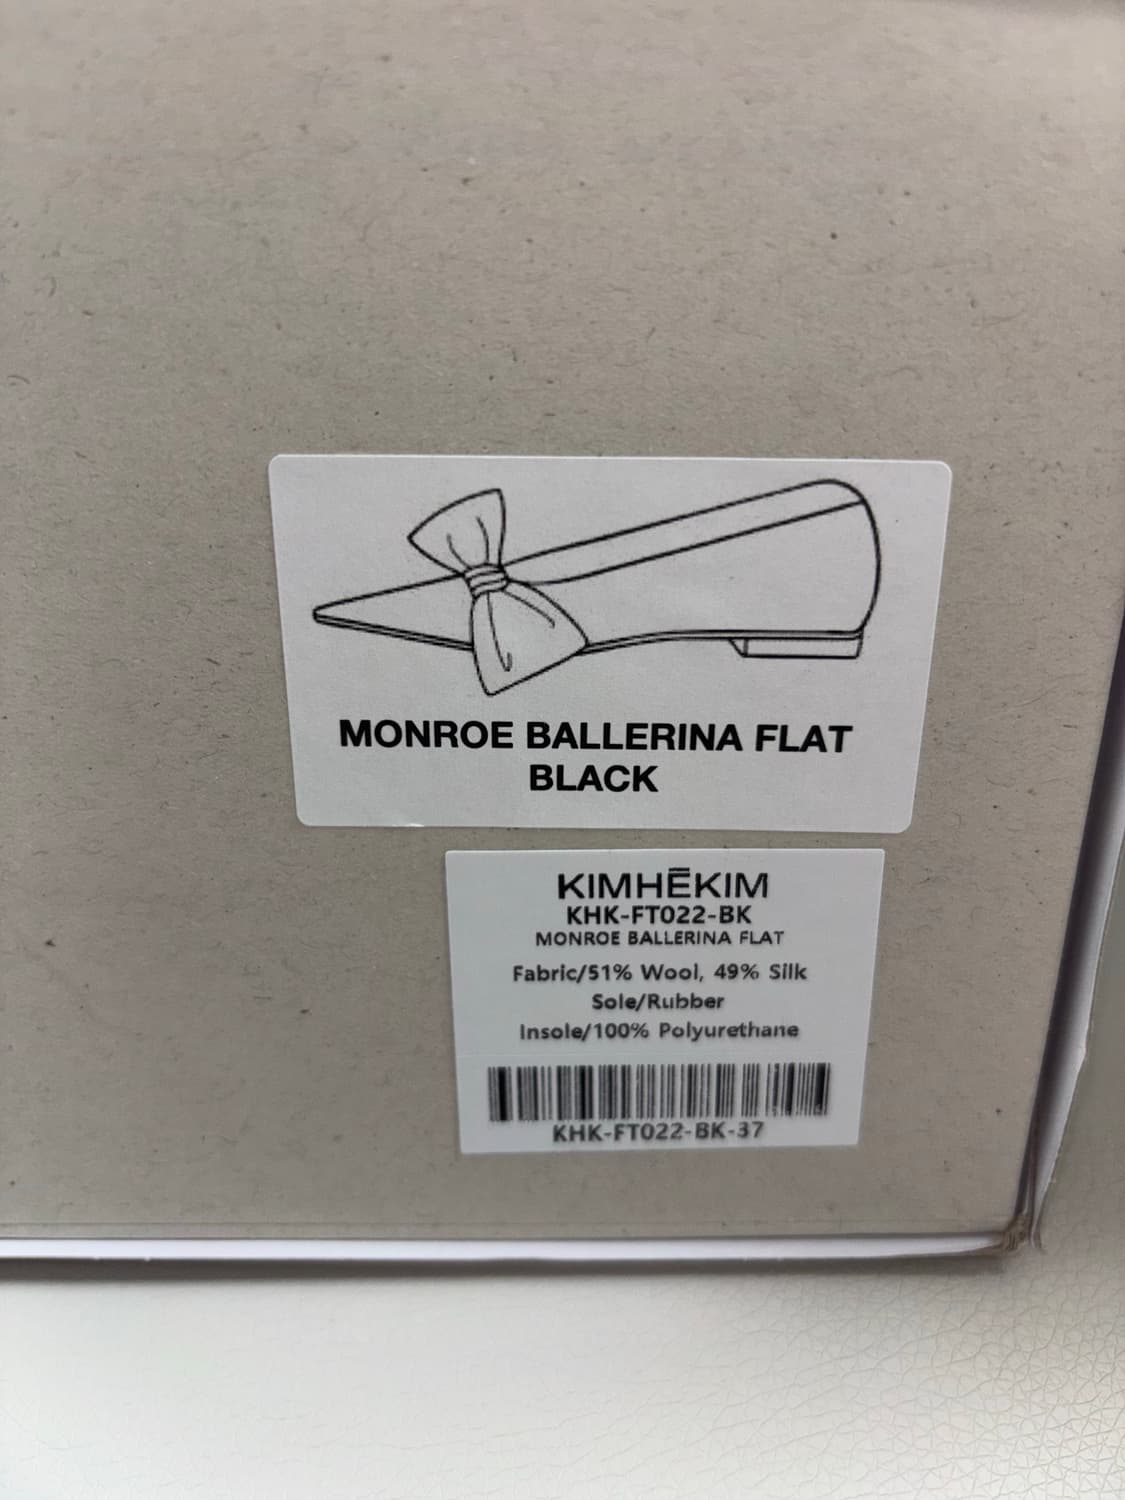 MONROE BALLERINA FLAT
BLACK
KIMHĒKIM
KHK-FT022-BK
MONROE BALLERINA FLAT
Fabric/51% Wool, 49% Silk
Sole/Rubber
Insole/100% Polyurethane
KHK-FT022-BK-37